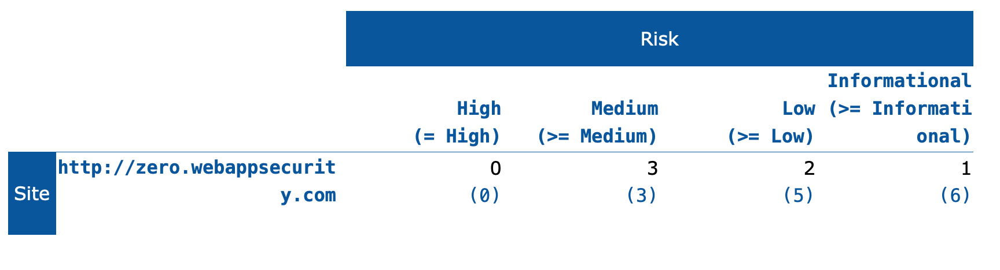 Risk
Informational
High Medium Low (>= Informati
(= High) (>= Medium) (>= Low) onal)
http://zero.webappsecurit 0 3 2 1
Site
y.com (0) (3) (5) (6)